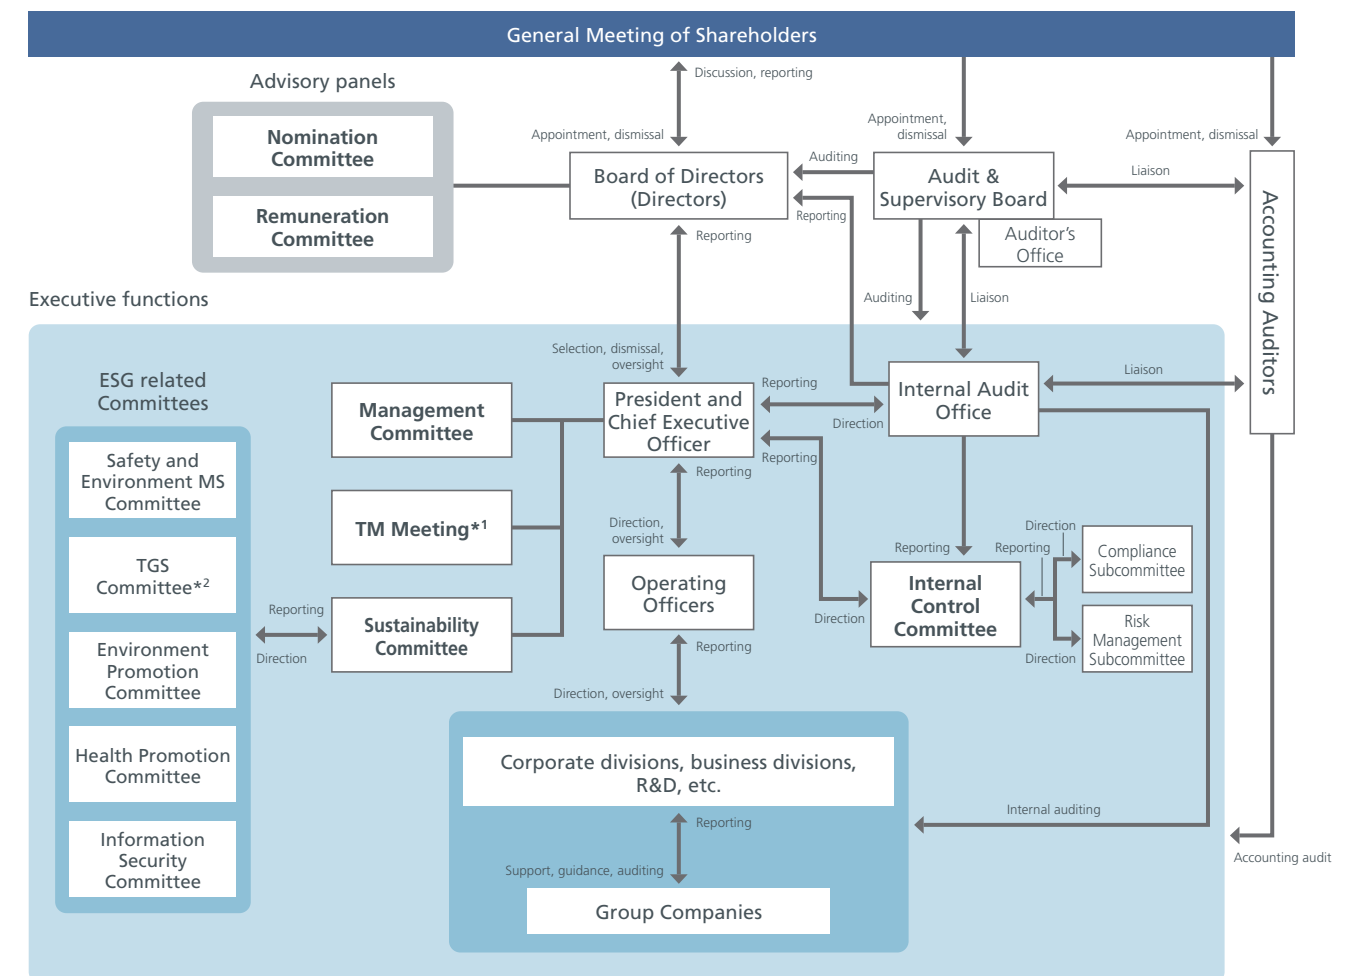 General Meeting of Shareholders
Advisory panels
Discussion, reporting
Nomination
Committee
Remuneration
Committee
Appointment, dismissal
Appointment,
dismissal
Appointment, dismissal
Board of Directors
(Directors)
Auditing
Reporting
Audit &
Supervisory Board
Auditor's
Office
Liaison
Accounting Auditors
Reporting
Auditing
Liaison
Executive functions
Selection, dismissal,
oversight
ESG related
Committees
Safety and
Environment MS
Committee
TGS
Committee*2
Environment
Promotion
Committee
Health Promotion
Committee
Information
Security
Committee
Reporting
Direction
Management
Committee
TM Meeting*1
Sustainability
Committee
President and
Chief Executive
Officer
Reporting
Direction
Reporting
Internal Audit
Office
Liaison
Reporting
Direction,
oversight
Operating
Officers
Reporting
Direction, oversight
Direction
Reporting
Internal
Control
Committee
Reporting
Direction
Direction
Compliance
Subcommittee
Risk
Management
Subcommittee
Corporate divisions, business divisions,
R&D, etc.
Reporting
Support, guidance, auditing
Group Companies
Internal auditing
Accounting audit